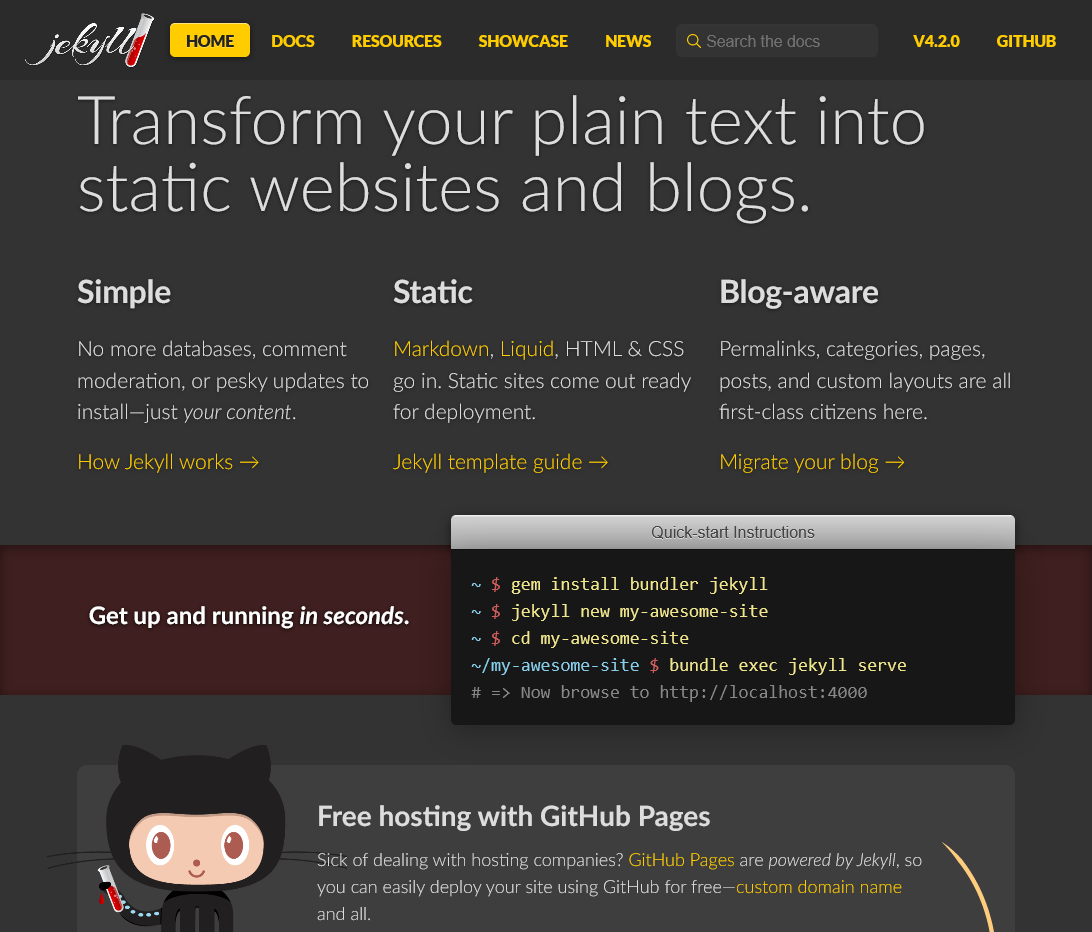 jekyll
HOME
DOCS
RESOURCES
SHOWCASE
NEWS
Search the docs
V4.2.0
GITHUB
Transform your plain text into
static websites and blogs.
Simple
No more databases, comment
moderation, or pesky updates to
install—just your content.
How Jekyll works →
Static
Markdown, Liquid, HTML & CSS
go in. Static sites come out ready
for deployment.
Jekyll template guide →
Blog-aware
Permalinks, categories, pages,
posts, and custom layouts are all
first-class citizens here.
Migrate your blog →
Get up and running in seconds.
Quick-start Instructions
~ $ gem install bundler jekyll
~ $ jekyll new my-awesome-site
~ $ cd my-awesome-site
~/my-awesome-site $ bundle exec jekyll serve
# => Now browse to http://localhost:4000
Free hosting with GitHub Pages
Sick of dealing with hosting companies? GitHub Pages are powered by Jekyll, so
you can easily deploy your site using GitHub for free—custom domain name
and all.